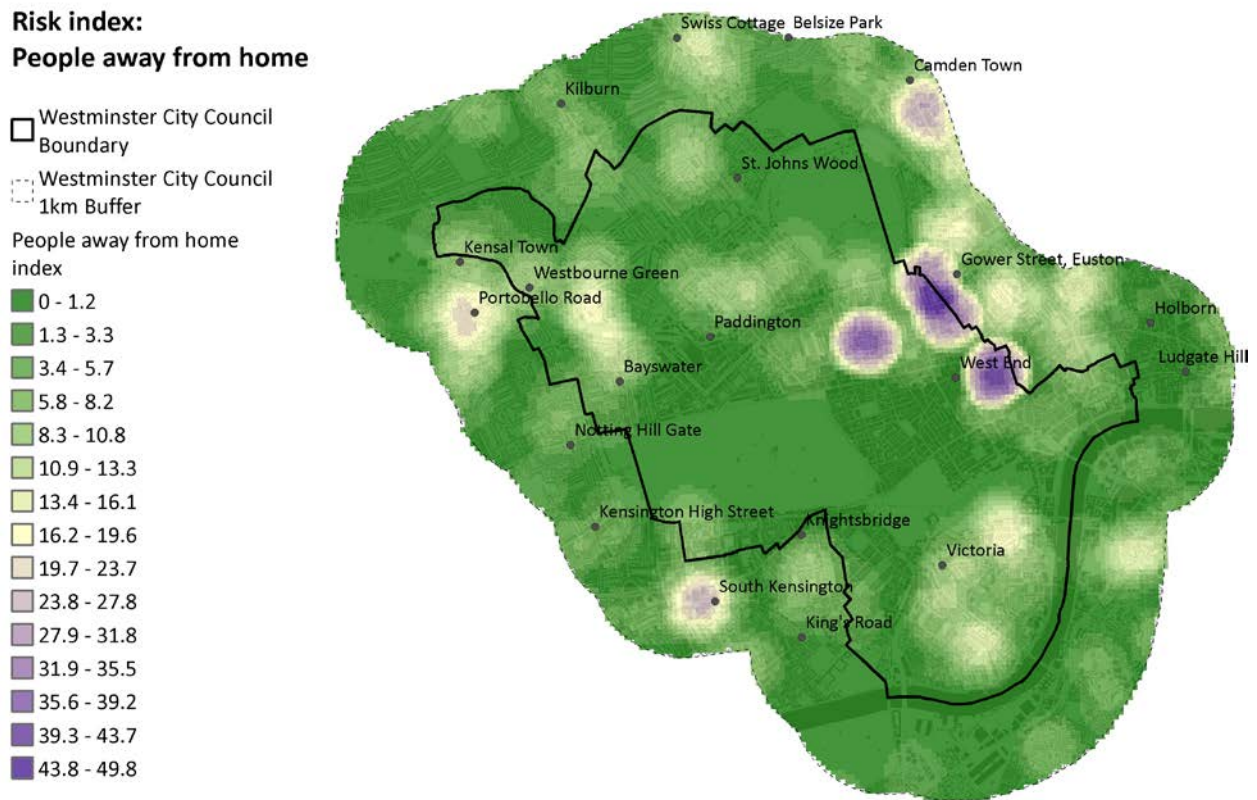 Risk index:
People away from home
Westminster City Council
Boundary
Westminster City Council
1km Buffer
People away from home
index
0 - 1.2
1.3 - 3.3
3.4 - 5.7
5.8 - 8.2
8.3 - 10.8
10.9 - 13.3
13.4 - 16.1
16.2 - 19.6
19.7 - 23.7
23.8 - 27.8
27.9 - 31.8
31.9 - 35.5
35.6 - 39.2
39.3 - 43.7
43.8 - 49.8
Swiss Cottage
Belsize Park
Camden Town
Kilburn
St. Johns Wood
Kensal Town
Westbourne Green
Gower Street, Euston
Portobello Road
Holborn
Paddington
Ludgate Hill
West End
Bayswater
Notting Hill Gate
Kensington High Street
Knightsbridge
Victoria
South Kensington
King's Road